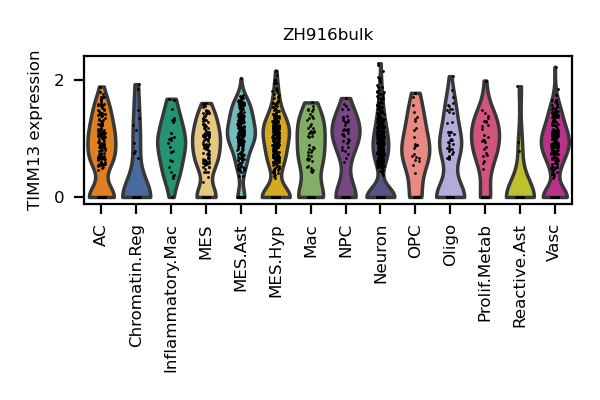 ZH916bulk
TIMM13 expression
2
0
AC
Chromatin.Reg
Inflammatory.Mac
MES
MES.Ast
MES.Hyp
Mac
NPC
Neuron
OPC
Oligo
Prolif.Metab
Reactive.Ast
Vasc